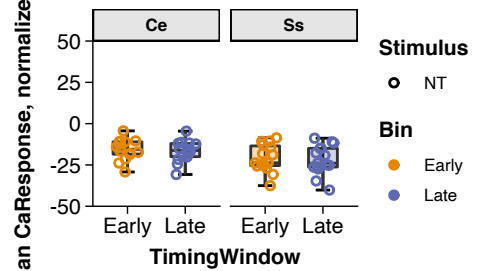 Ce Ss
50
25
0
-25
-50
an CaResponse, normalize
Early Late Early Late
TimingWindow
Stimulus
NT
Bin
Early
Late